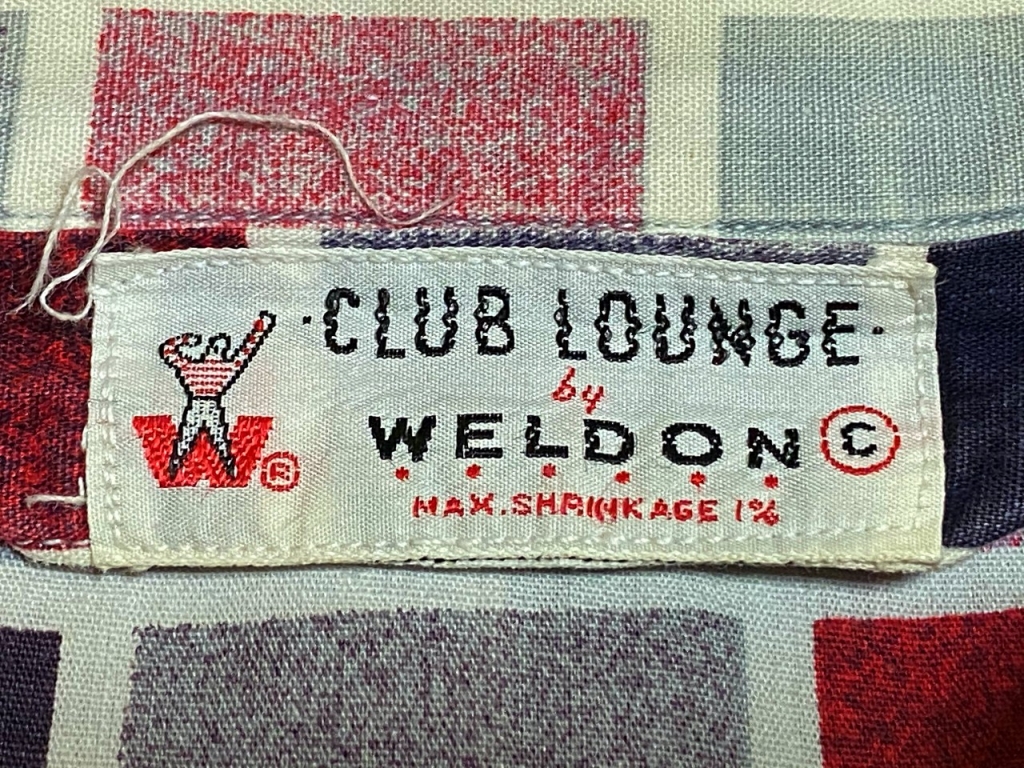 ·CLUB LOUNGE·
by
WELDON ©
W ®
MAX. SHRINKAGE 1%